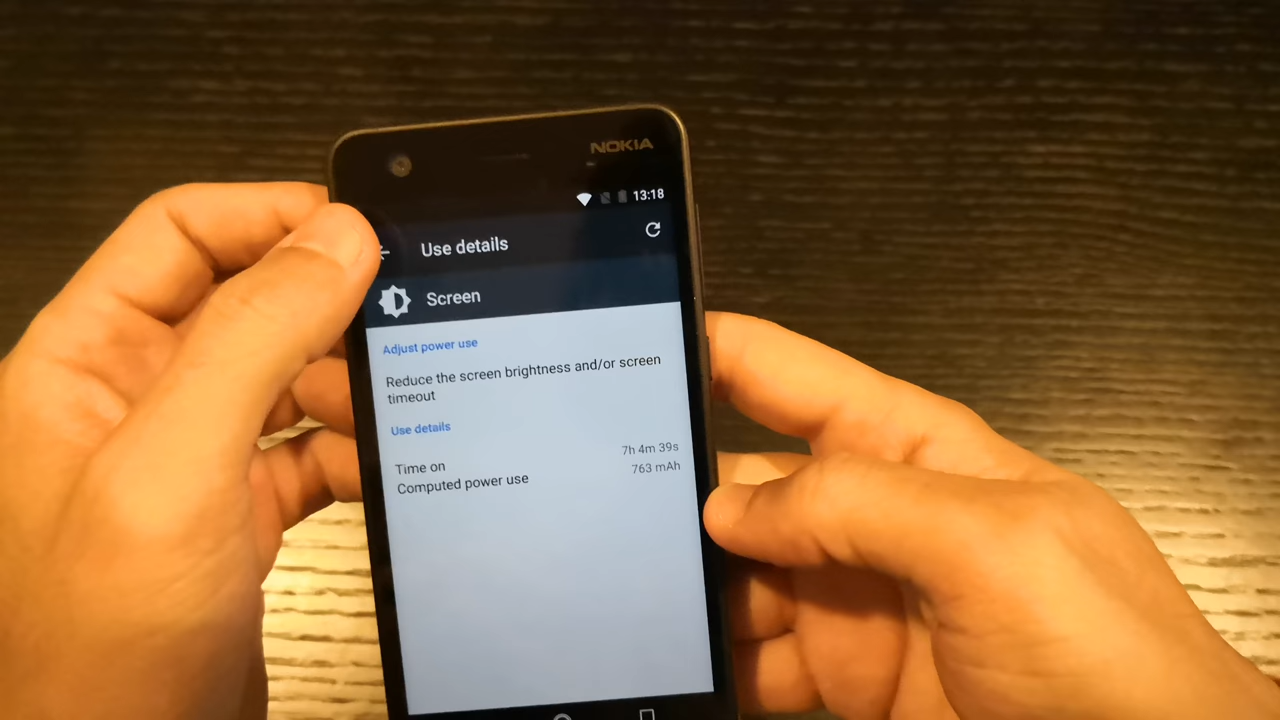 NOKIA
13:18
Use details
Screen
Adjust power use
Reduce the screen brightness and/or screen
timeout
Use details
Time on 7h 4m 39s
Computed power use 763 mAh